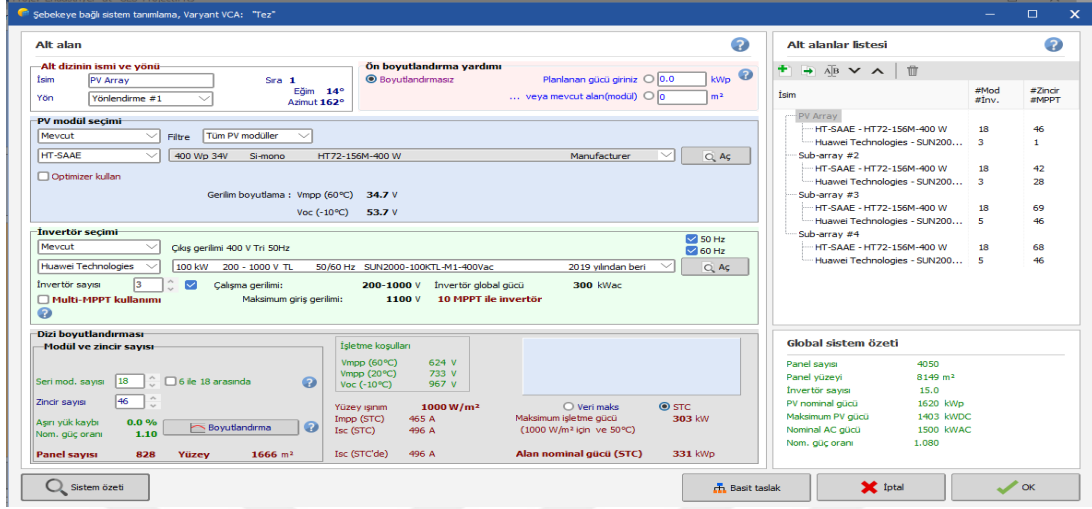 Şebekeye bağlı sistem tanımlama, Varyant VCA: "Tez"
Alt alan
Alt dizinin ismi ve yönü
İsim PV Array Sıra 1
Eğim 14°
Yön Yönlendirme #1 Azimut 162°
Ön boyutlandırma yardımı
Boyutlandırmasız Planlanan gücü giriniz 0.0 kWp
... veya mevcut alan(modül) 0 m²
PV modül seçimi
Mevcut Filtre Tüm PV modüller
HT-SAAE 400 Wp 34V Si-mono HT72-156M-400 W Manufacturer Aç
Optimizer kullan
Gerilim boyutlama : Vmpp (60°C) 34.7 V
Voc (-10°C) 53.7 V
İnvertör seçimi
Mevcut Çıkış gerilimi 400 V Tri 50Hz 50 Hz
60 Hz
Huawei Technologies 100 kW 200 - 1000 V TL 50/60 Hz SUN2000-100KTL-M1-400Vac 2019 yılından beri Aç
İnvertör sayısı 3 Çalışma gerilimi: 200-1000 V İnvertör global gücü 300 kWac
Multi-MPPT kullanımı Maksimum giriş gerilimi: 1100 V 10 MPPT ile invertör
Dizi boyutlandırması
Modül ve zincir sayısı
Seri mod. sayısı 18 6 ile 18 arasında
Zincir sayısı 46
Aşırı yük kaybı 0.0 %
Nom. güç oranı 1.10 Boyutlandırma
Panel sayısı 828 Yüzey 1666 m²
İşletme koşulları
Vmpp (60°C) 624 V
Vmpp (20°C) 733 V
Voc (-10°C) 967 V
Yüzey ışınım 1000 W/m²
Impp (STC) 465 A
Isc (STC) 496 A
Isc (STC'de) 496 A
Veri maks STC
Maksimum işletme gücü 303 kW
(1000 W/m² için ve 50°C)
Alan nominal gücü (STC) 331 kWp
Alt alanlar listesi
İsim #Mod #Zincir
#Inv. #MPPT
PV Array
HT-SAAE - HT72-156M-400 W 18 46
Huawei Technologies - SUN200... 3 1
Sub-array #2
HT-SAAE - HT72-156M-400 W 18 42
Huawei Technologies - SUN200... 3 28
Sub-array #3
HT-SAAE - HT72-156M-400 W 18 69
Huawei Technologies - SUN200... 5 46
Sub-array #4
HT-SAAE - HT72-156M-400 W 18 68
Huawei Technologies - SUN200... 5 46
Global sistem özeti
Panel sayısı 4050
Panel yüzeyi 8149 m²
İnvertör sayısı 15.0
PV nominal gücü 1620 kWp
Maksimum PV gücü 1403 kWDC
Nominal AC gücü 1500 kWAC
Nom. güç oranı 1.080
Sistem özeti Basit taslak İptal OK